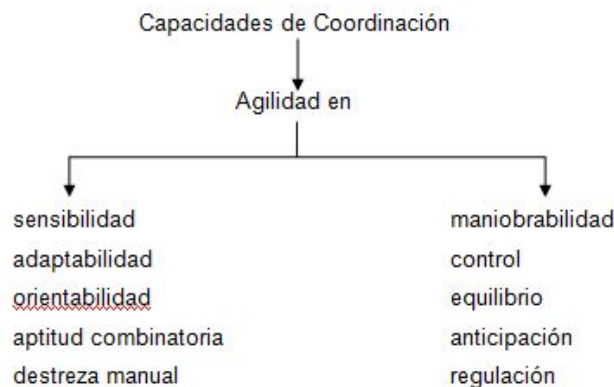 Capacidades de Coordinación
Agilidad en
sensibilidad
adaptabilidad
orientabilidad
aptitud combinatoria
destreza manual
maniobrabilidad
control
equilibrio
anticipación
regulación